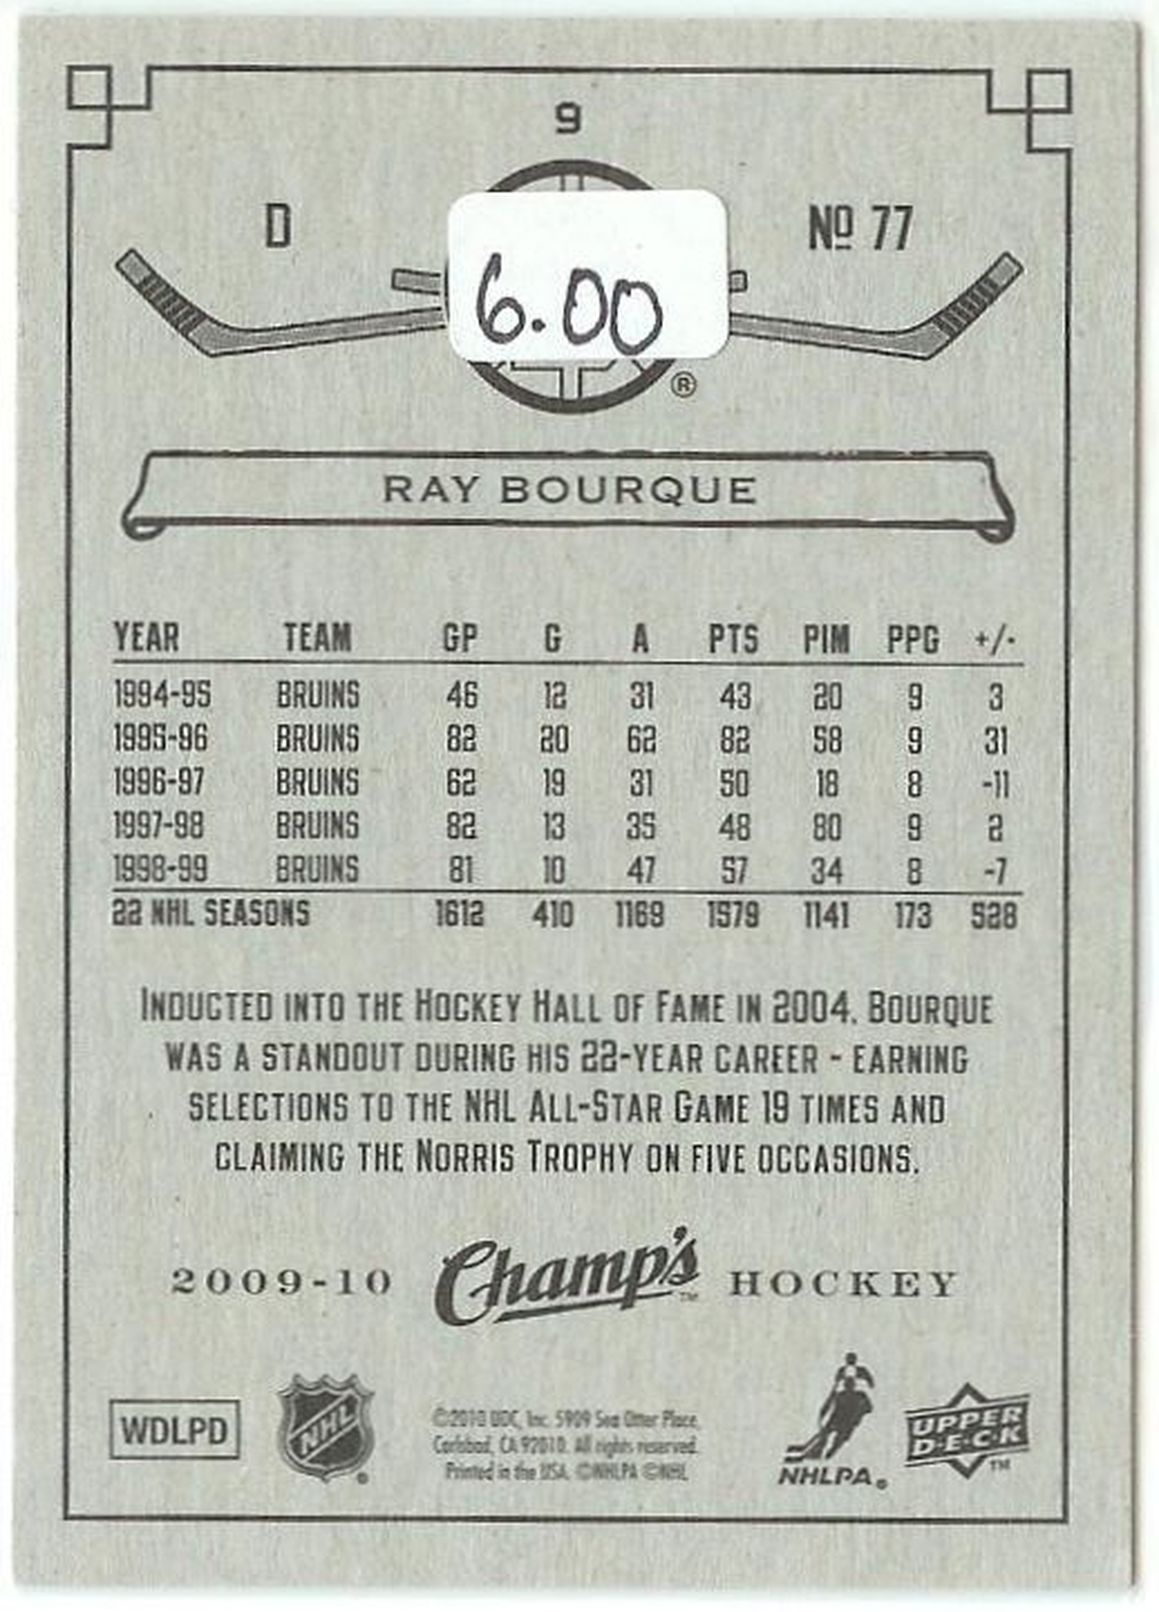 9
D
Nº 77
6.00
®
RAY BOURQUE
YEAR TEAM GP G A PTS PIM PPG +/-
1994-95 BRUINS 46 12 31 43 20 9 3
1995-96 BRUINS 82 20 62 82 58 9 31
1996-97 BRUINS 62 19 31 50 18 8 -11
1997-98 BRUINS 82 13 35 48 80 9 2
1998-99 BRUINS 81 10 47 57 34 8 -7
22 NHL SEASONS 1612 410 1169 1579 1141 173 528
INDUCTED INTO THE HOCKEY HALL OF FAME IN 2004, BOURQUE
WAS A STANDOUT DURING HIS 22-YEAR CAREER - EARNING
SELECTIONS TO THE NHL ALL-STAR GAME 19 TIMES AND
CLAIMING THE NORRIS TROPHY ON FIVE OCCASIONS.
2009-10 Champ's™ HOCKEY
WDLPD
NHL®
©2010 UDC, Inc. 5909 Sea Otter Place,
Carlsbad, CA 92010. All rights reserved.
Printed in the USA. ©NHLPA ©NHL
NHLPA®
UPPER
DECK™